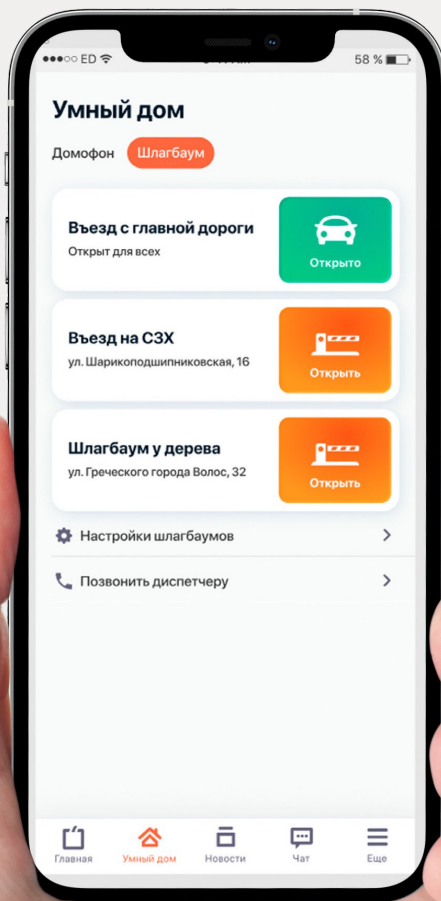 ED
58 %
Умный дом
Домофон Шлагбаум
Въезд с главной дороги
Открыт для всех
Открыто
Въезд на СЗХ
ул. Шарикоподшипниковская, 16
Открыть
Шлагбаум у дерева
ул. Греческого города Волос, 32
Открыть
Настройки шлагбаумов
Позвонить диспетчеру
Главная Умный дом Новости Чат Еще